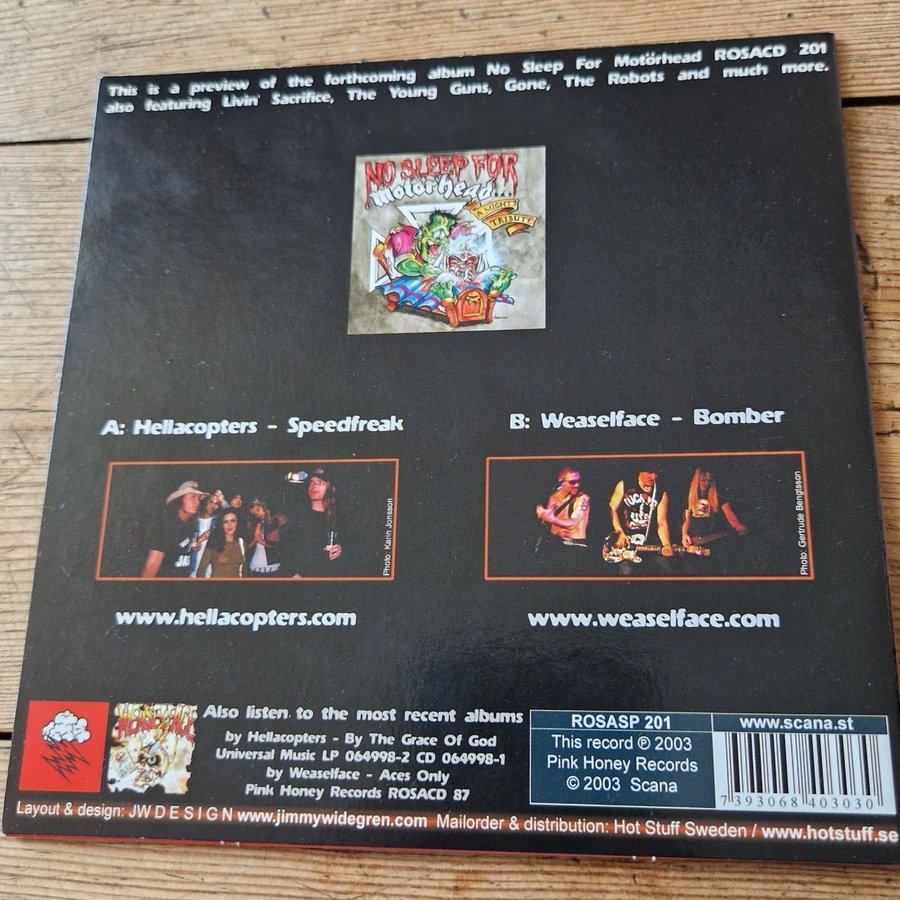 This is a preview of the forthcoming album No Sleep For Motörhead ROSACD 201
also featuring Livin' Sacrifice, The Young Guns, Gone, The Robots and much more.
NO SLEEP FOR
Motörhead...
A MIGHTY
TRIBUTE
A: Hellacopters - Speedfreak
B: Weaselface - Bomber
Photo: Karin Jonsson
Photo: Gertrude Bengtsson
www.hellacopters.com
www.weaselface.com
Also listen to the most recent albums
by Hellacopters - By The Grace Of God
Universal Music LP 064998-2 CD 064998-1
by Weaselface - Aces Only
Pink Honey Records ROSACD 87
ROSASP 201
This record ℗ 2003
Pink Honey Records
© 2003 Scana
www.scana.st
7393068403030
Layout & design: JWDESIGN www.jimmywidegren.com Mailorder & distribution: Hot Stuff Sweden / www.hotstuff.se